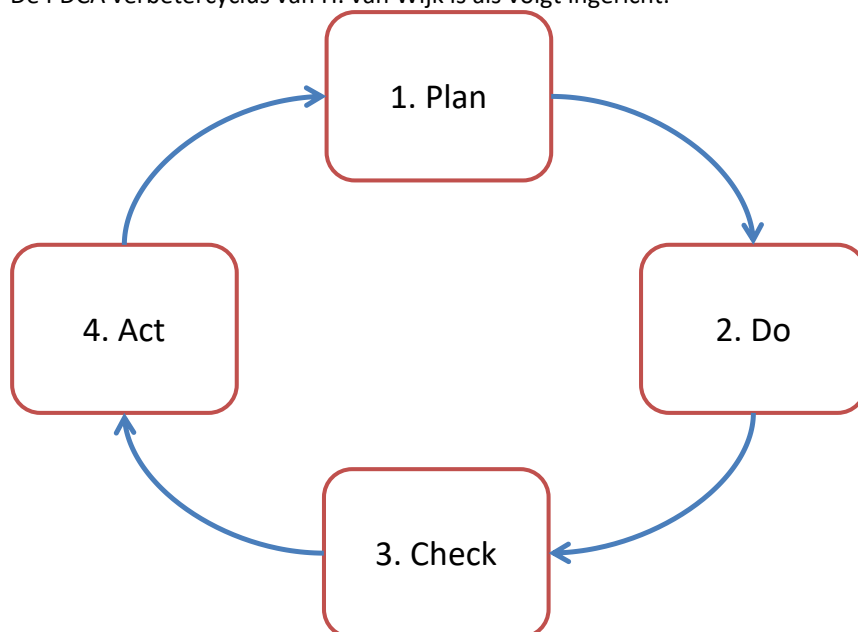 De PDCA verbetercyclus van H. van Wijk is als volgt ingericht:
1. Plan
4. Act
2. Do
3. Check